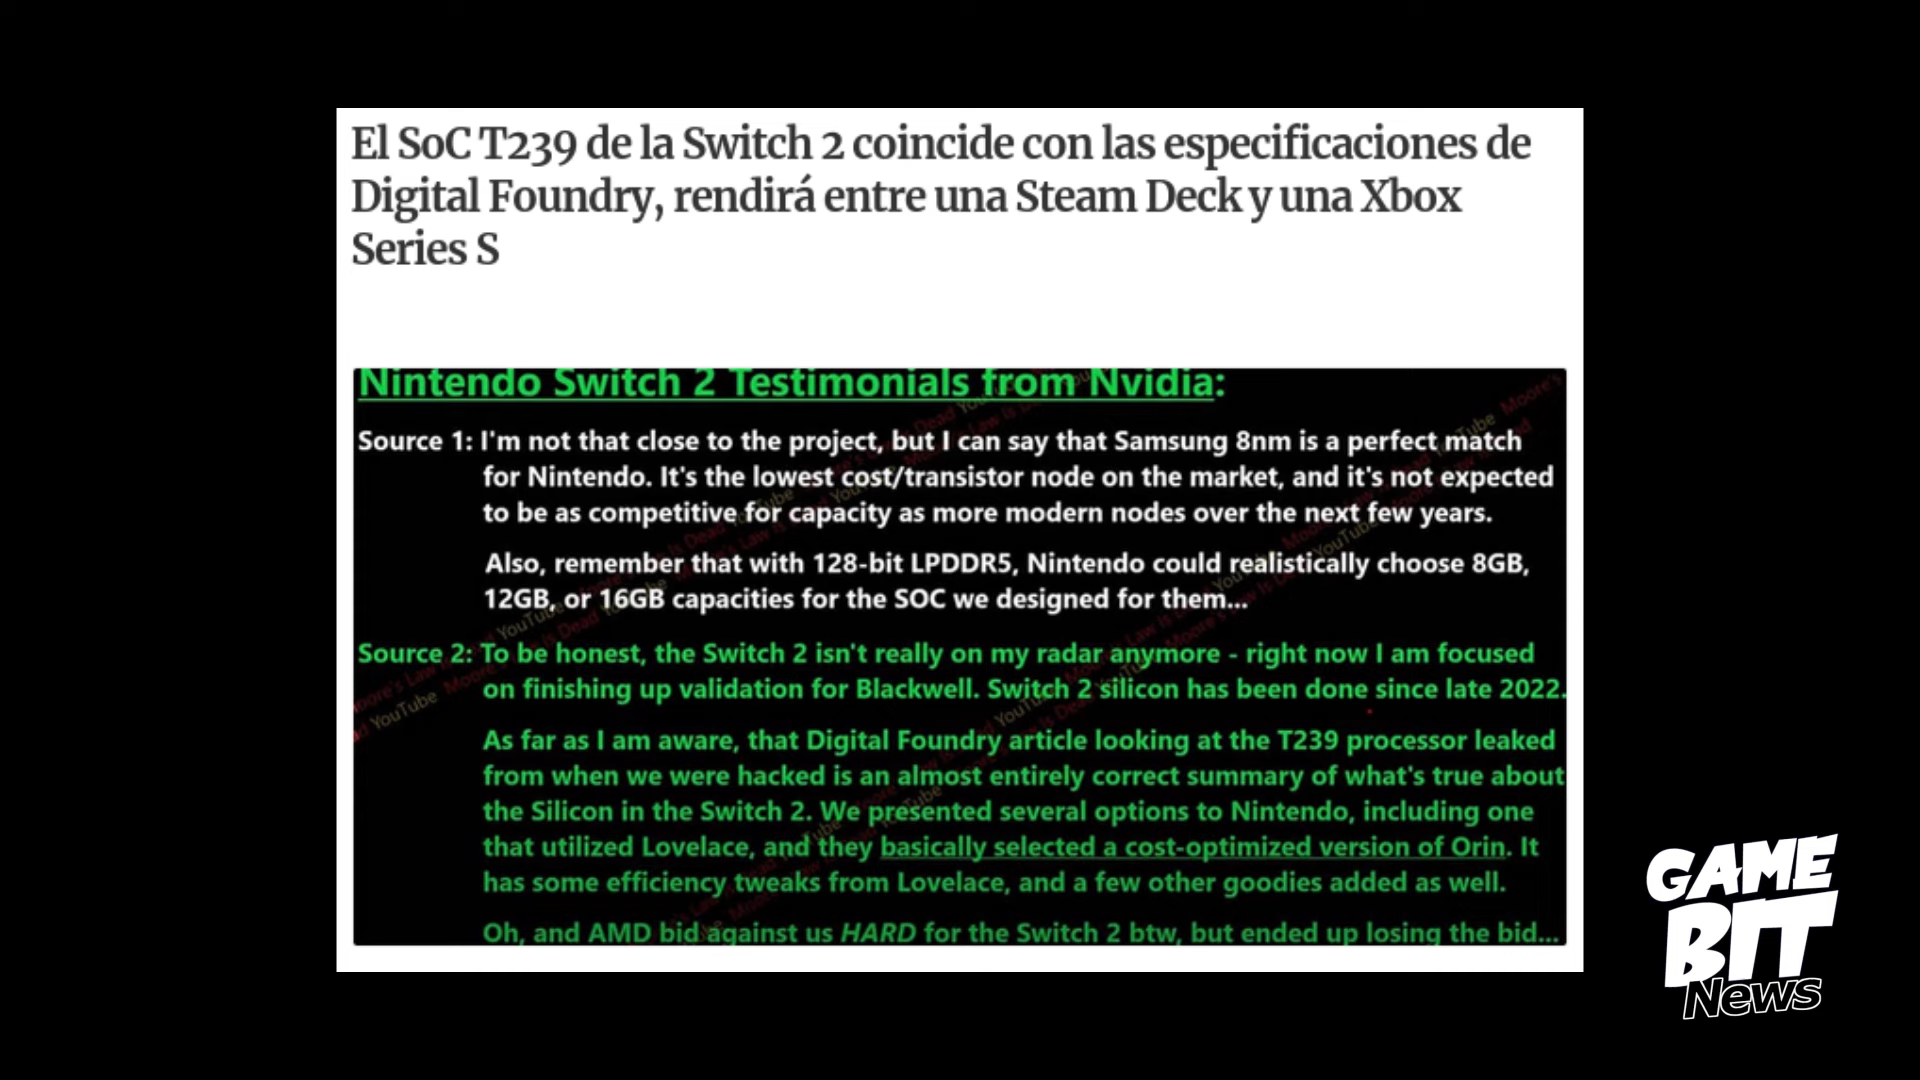 El SoC T239 de la Switch 2 coincide con las especificaciones de
Digital Foundry, rendirá entre una Steam Deck y una Xbox
Series S
Nintendo Switch 2 Testimonials from Nvidia:
Source 1: I'm not that close to the project, but I can say that Samsung 8nm is a perfect match
for Nintendo. It's the lowest cost/transistor node on the market, and it's not expected
to be as competitive for capacity as more modern nodes over the next few years.
Also, remember that with 128-bit LPDDR5, Nintendo could realistically choose 8GB,
12GB, or 16GB capacities for the SOC we designed for them...
Source 2: To be honest, the Switch 2 isn't really on my radar anymore - right now I am focused
on finishing up validation for Blackwell. Switch 2 silicon has been done since late 2022.
As far as I am aware, that Digital Foundry article looking at the T239 processor leaked
from when we were hacked is an almost entirely correct summary of what's true about
the Silicon in the Switch 2. We presented several options to Nintendo, including one
that utilized Lovelace, and they basically selected a cost-optimized version of Orin. It
has some efficiency tweaks from Lovelace, and a few other goodies added as well.
Oh, and AMD bid against us HARD for the Switch 2 btw, but ended up losing the bid...
GAME
BIT
News